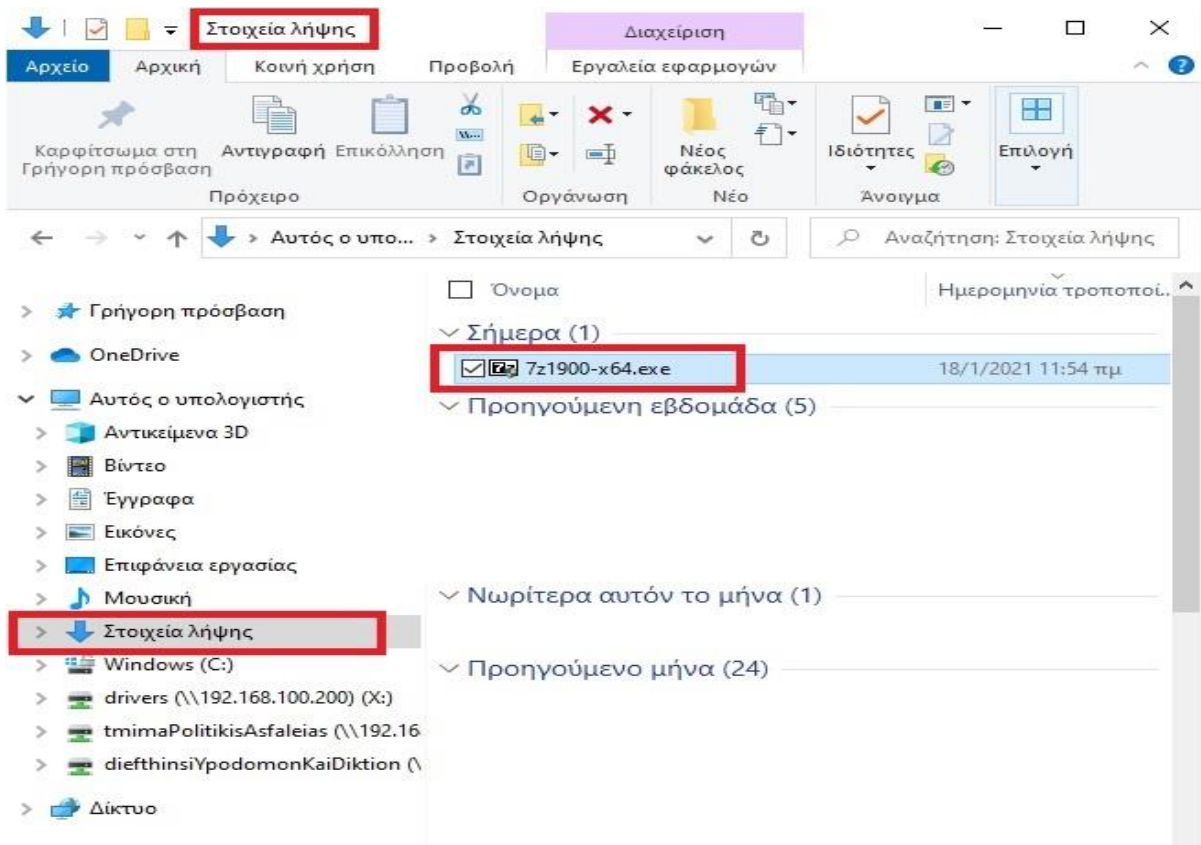 Στοιχεία λήψης
Διαχείριση
Αρχείο Αρχική Κοινή χρήση Προβολή Εργαλεία εφαρμογών
Καρφίτσωμα στη Γρήγορη πρόσβαση
Αντιγραφή
Επικόλληση
Νέος φάκελος
Ιδιότητες
Επιλογή
Πρόχειρο
Οργάνωση
Νέο
Άνοιγμα
Αυτός ο υπο... Στοιχεία λήψης
Αναζήτηση: Στοιχεία λήψης
Όνομα
Ημερομηνία τροποποί..
Γρήγορη πρόσβαση
OneDrive
Αυτός ο υπολογιστής
Αντικείμενα 3D
Βίντεο
Έγγραφα
Εικόνες
Επιφάνεια εργασίας
Μουσική
Στοιχεία λήψης
Windows (C:)
drivers (\\192.168.100.200) (X:)
tmimaPolitikisAsfaleias (\\192.16
diefthinsiYpodomonKaiDiktion (\
Δίκτυο
Σήμερα (1)
7z1900-x64.exe
18/1/2021 11:54 πμ
Προηγούμενη εβδομάδα (5)
Νωρίτερα αυτόν το μήνα (1)
Προηγούμενο μήνα (24)